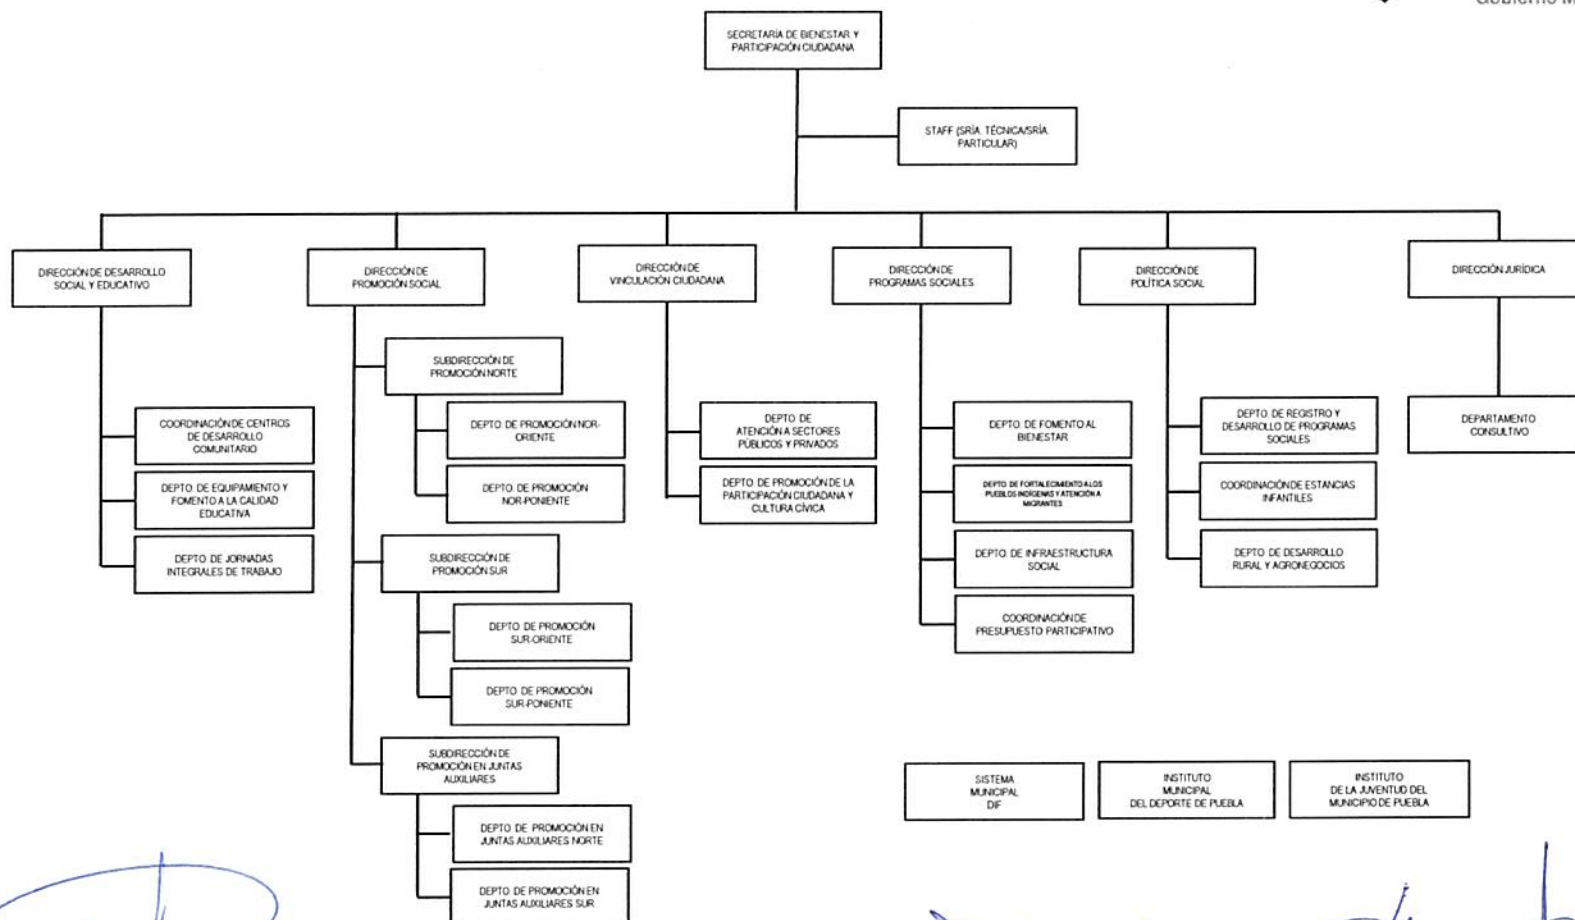 Gobierno M
SECRETARÍA DE BIENESTAR Y
PARTICIPACIÓN CIUDADANA
STAFF (SRÍA. TÉCNICA/SRÍA.
PARTICULAR)
DIRECCIÓN DE DESARROLLO
SOCIAL Y EDUCATIVO
DIRECCIÓN DE
PROMOCIÓN SOCIAL
DIRECCIÓN DE
VINCULACIÓN CIUDADANA
DIRECCIÓN DE
PROGRAMAS SOCIALES
DIRECCIÓN DE
POLÍTICA SOCIAL
DIRECCIÓN JURÍDICA
COORDINACIÓN DE CENTROS
DE DESARROLLO
COMUNITARIO
DEPTO. DE EQUIPAMIENTO Y
FOMENTO A LA CALIDAD
EDUCATIVA
DEPTO. DE JORNADAS
INTEGRALES DE TRABAJO
SUBDIRECCIÓN DE
PROMOCIÓN NORTE
DEPTO. DE PROMOCIÓN NOR-
ORIENTE
DEPTO. DE PROMOCIÓN
NOR-PONIENTE
SUBDIRECCIÓN DE
PROMOCIÓN SUR
DEPTO. DE PROMOCIÓN
SUR-ORIENTE
DEPTO. DE PROMOCIÓN
SUR-PONIENTE
SUBDIRECCIÓN DE
PROMOCIÓN EN JUNTAS
AUXILIARES
DEPTO. DE PROMOCIÓN EN
JUNTAS AUXILIARES NORTE
DEPTO. DE PROMOCIÓN EN
JUNTAS AUXILIARES SUR
DEPTO. DE
ATENCIÓN A SECTORES
PÚBLICOS Y PRIVADOS
DEPTO. DE PROMOCIÓN DE LA
PARTICIPACIÓN CIUDADANA Y
CULTURA CÍVICA
DEPTO. DE FOMENTO AL
BIENESTAR
DEPTO. DE FORTALECIMIENTO A LOS
PUEBLOS INDÍGENAS Y ATENCIÓN A
MIGRANTES
DEPTO. DE INFRAESTRUCTURA
SOCIAL
COORDINACIÓN DE
PRESUPUESTO PARTICIPATIVO
DEPTO. DE REGISTRO Y
DESARROLLO DE PROGRAMAS
SOCIALES
COORDINACIÓN DE ESTANCIAS
INFANTILES
DEPTO. DE DESARROLLO
RURAL Y AGRONEGOCIOS
DEPARTAMENTO
CONSULTIVO
SISTEMA
MUNICIPAL
DIF
INSTITUTO
MUNICIPAL
DEL DEPORTE DE PUEBLA
INSTITUTO
DE LA JUVENTUD DEL
MUNICIPIO DE PUEBLA